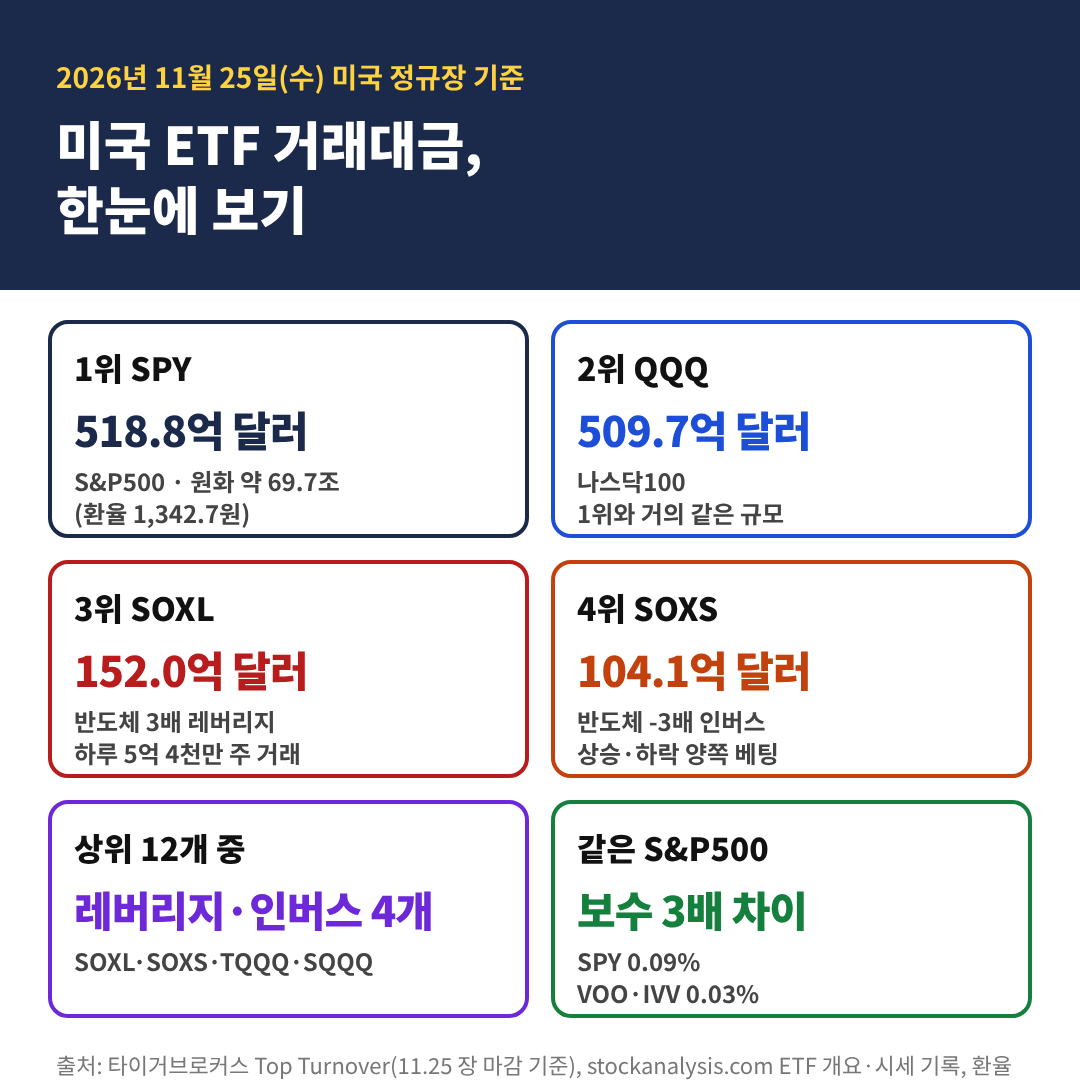 2026년 11월 25일(수) 미국 정규장 기준
미국 ETF 거래대금,
한눈에 보기
1위 SPY
518.8억 달러
S&P500 · 원화 약 69.7조
(환율 1,342.7원)
2위 QQQ
509.7억 달러
나스닥100
1위와 거의 같은 규모
3위 SOXL
152.0억 달러
반도체 3배 레버리지
하루 5억 4천만 주 거래
4위 SOXS
104.1억 달러
반도체 -3배 인버스
상승·하락 양쪽 베팅
상위 12개 중
레버리지·인버스 4개
SOXL·SOXS·TQQQ·SQQQ
같은 S&P500
보수 3배 차이
SPY 0.09%
VOO·IVV 0.03%
출처: 타이거브로커스 Top Turnover(11.25 장 마감 기준), stockanalysis.com ETF 개요·시세 기록, 환율